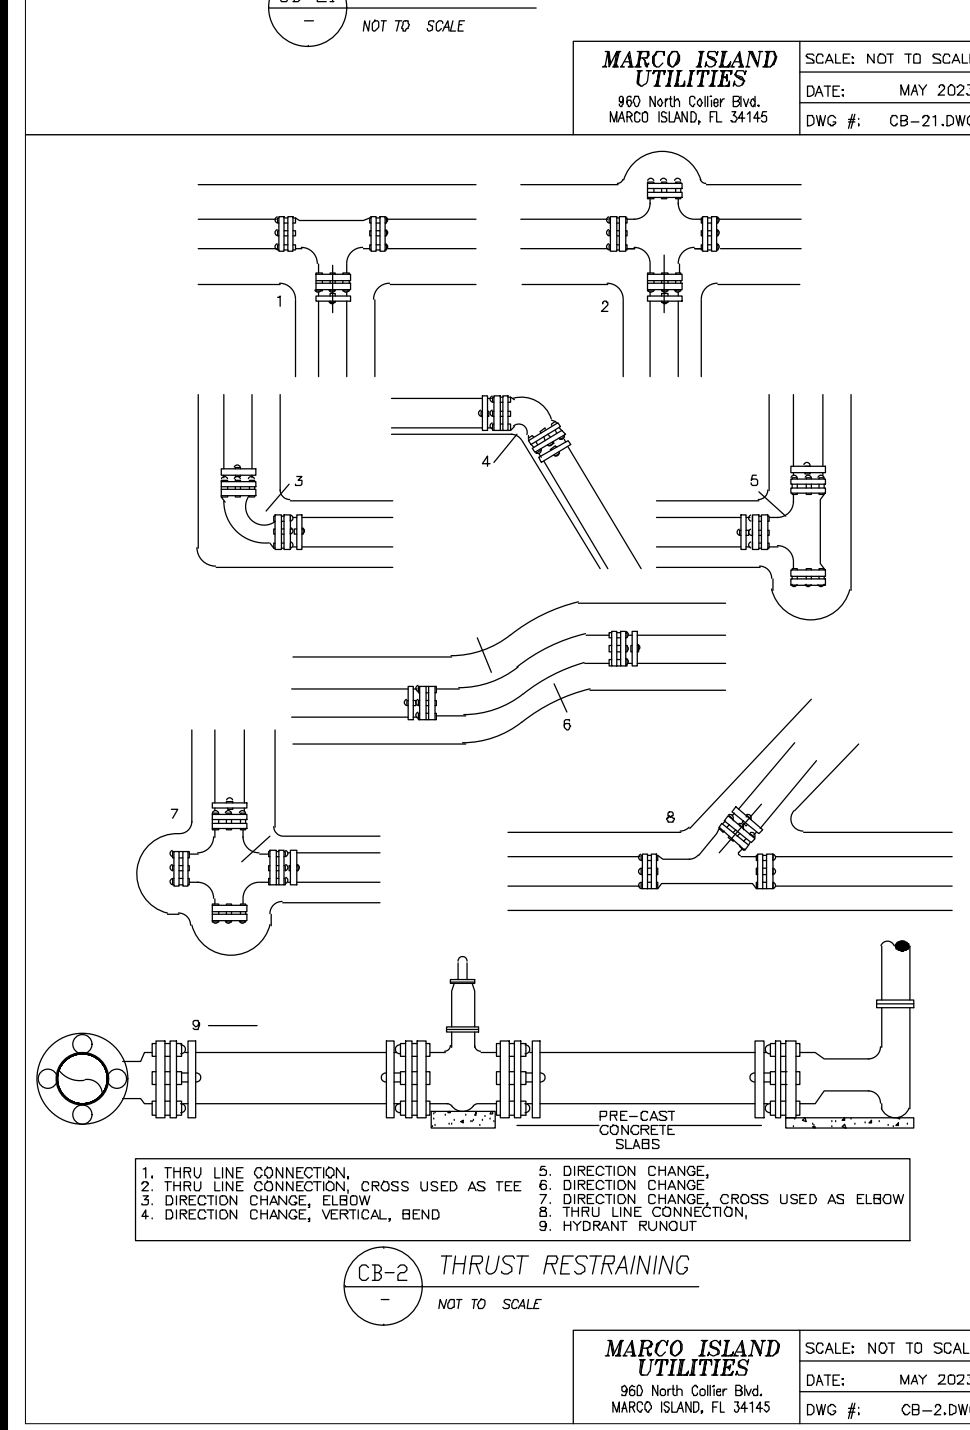 –
NOT TO SCALE
MARCO ISLAND
UTILITIES
960 North Collier Blvd.
MARCO ISLAND, FL 34145
SCALE: NOT TO SCALE
DATE: MAY 2023
DWG #: CB-21.DWG
1
2
3
4
5
6
7
8
9
PRE-CAST
CONCRETE
SLABS
1. THRU LINE CONNECTION,
2. THRU LINE CONNECTION, CROSS USED AS TEE
3. DIRECTION CHANGE, ELBOW
4. DIRECTION CHANGE, VERTICAL, BEND
5. DIRECTION CHANGE,
6. DIRECTION CHANGE
7. DIRECTION CHANGE, CROSS USED AS ELBOW
8. THRU LINE CONNECTION,
9. HYDRANT RUNOUT
CB-2
–
THRUST RESTRAINING
NOT TO SCALE
MARCO ISLAND
UTILITIES
960 North Collier Blvd.
MARCO ISLAND, FL 34145
SCALE: NOT TO SCAL
DATE: MAY 2023
DWG #: CB-2.DWG